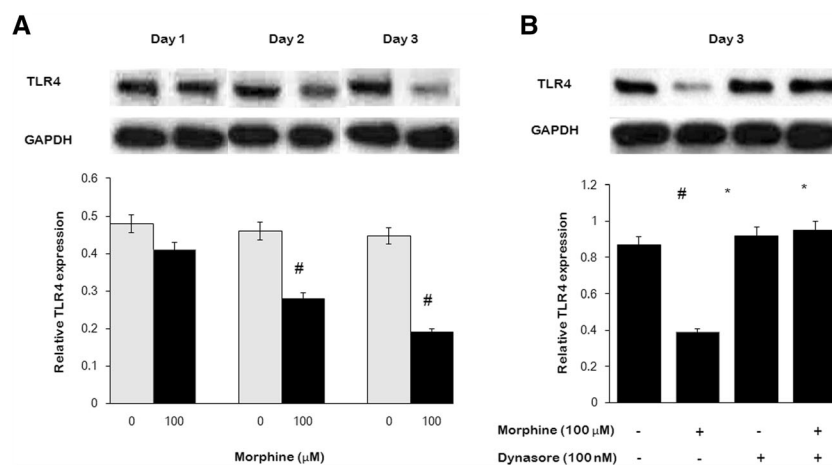 A
Day 1 Day 2 Day 3
TLR4
GAPDH
Relative TLR4 expression
0.6
0.5
0.4
0.3
0.2
0.1
0
#
#
0 100 0 100 0 100
Morphine (µM)
B
Day 3
TLR4
GAPDH
Relative TLR4 expression
1.2
1
0.8
0.6
0.4
0.2
0
# * *
Morphine (100 µM) - + - +
Dynasore (100 nM) - - + +